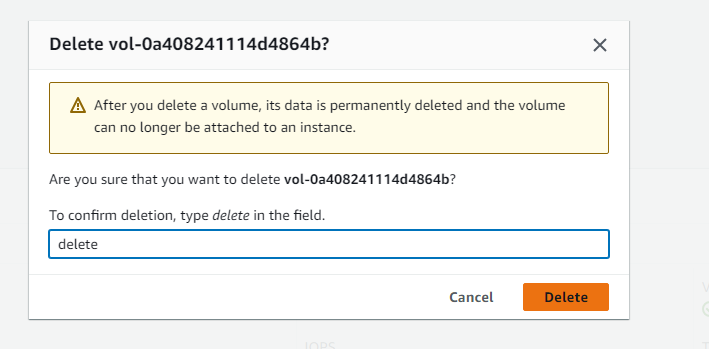 Delete vol-0a408241114d4864b?
After you delete a volume, its data is permanently deleted and the volume
can no longer be attached to an instance.
Are you sure that you want to delete vol-0a408241114d4864b?
To confirm deletion, type delete in the field.
delete
Cancel
Delete
IOPS